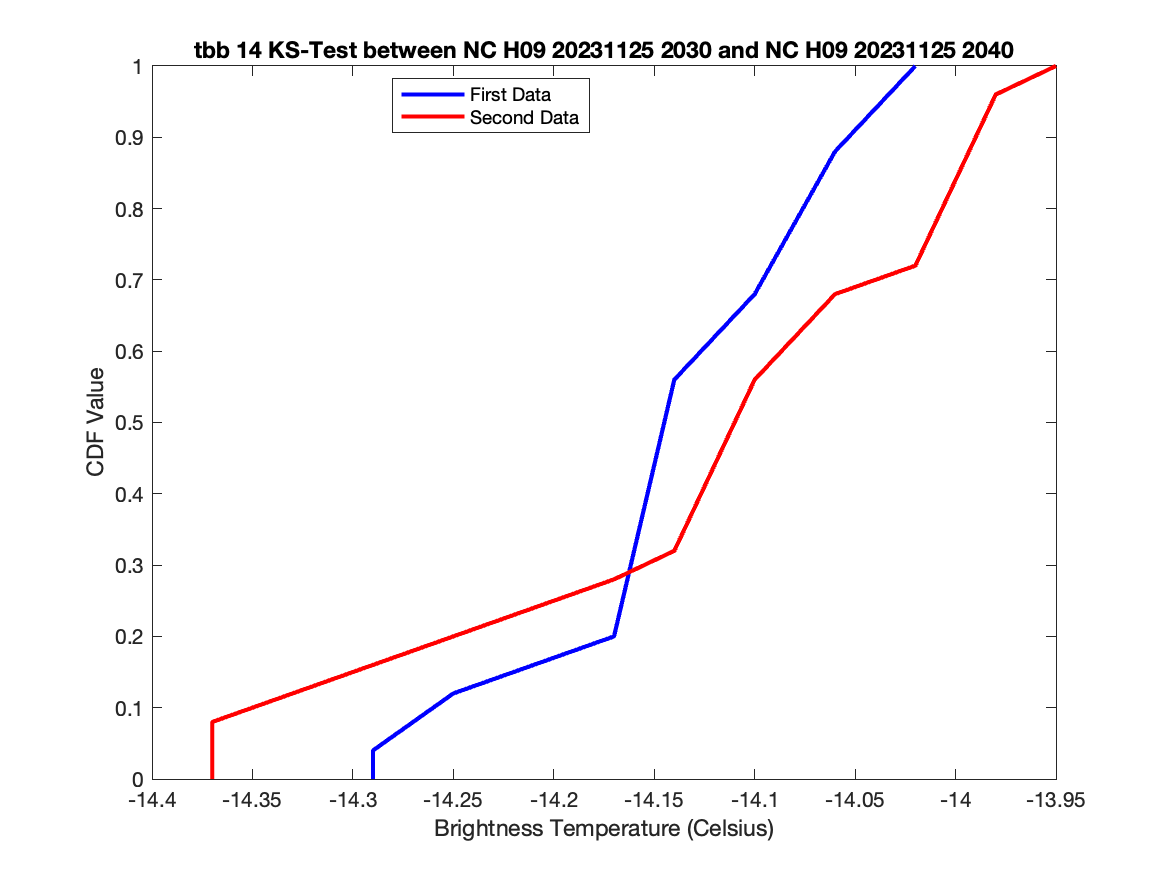 tbb 14 KS-Test between NC H09 20231125 2030 and NC H09 20231125 2040
First Data
Second Data
CDF Value
1
0.9
0.8
0.7
0.6
0.5
0.4
0.3
0.2
0.1
0
-14.4 -14.35 -14.3 -14.25 -14.2 -14.15 -14.1 -14.05 -14 -13.95
Brightness Temperature (Celsius)